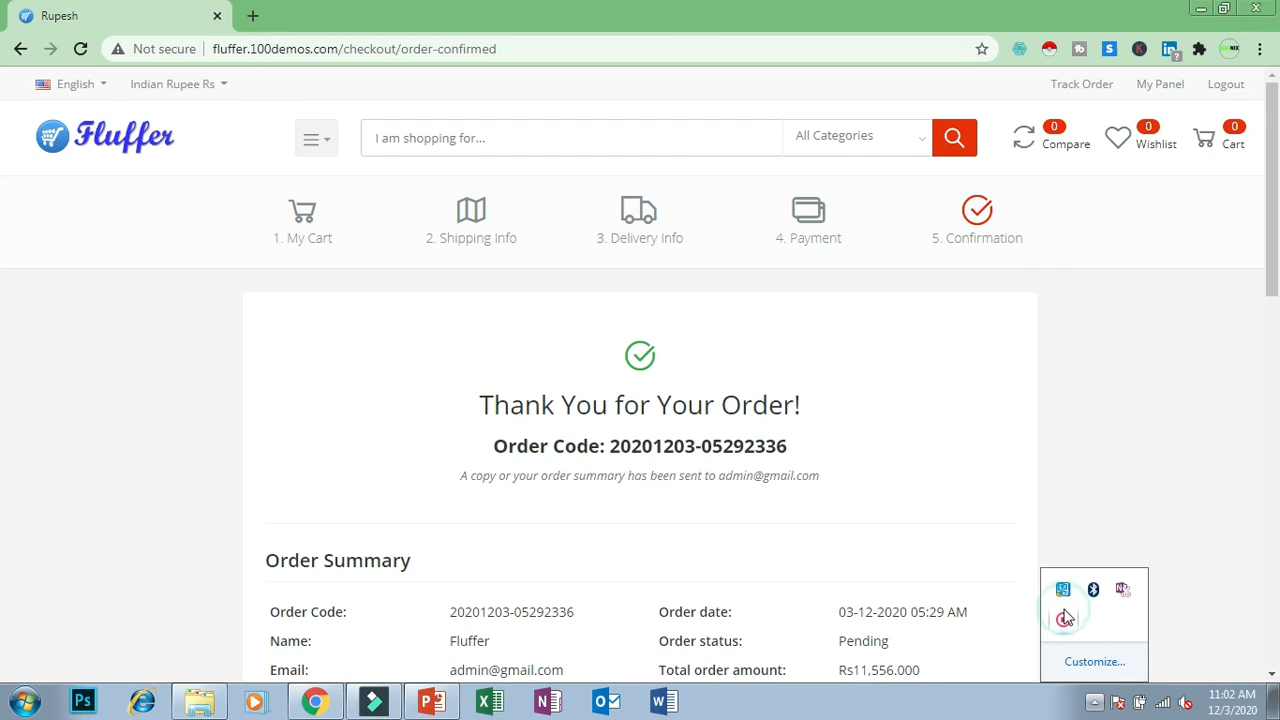 Rupesh
Not secure fluffer.100demos.com/checkout/order-confirmed
English Indian Rupee Rs Track Order My Panel Logout
Fluffer I am shopping for... All Categories 0 Compare 0 Wishlist 0 Cart
1. My Cart 2. Shipping Info 3. Delivery Info 4. Payment 5. Confirmation
Thank You for Your Order!
Order Code: 20201203-05292336
A copy or your order summary has been sent to admin@gmail.com
Order Summary
Order Code: 20201203-05292336 Order date: 03-12-2020 05:29 AM
Name: Fluffer Order status: Pending
Email: admin@gmail.com Total order amount: Rs11,556.000
Customize...
11:02 AM
12/3/2020